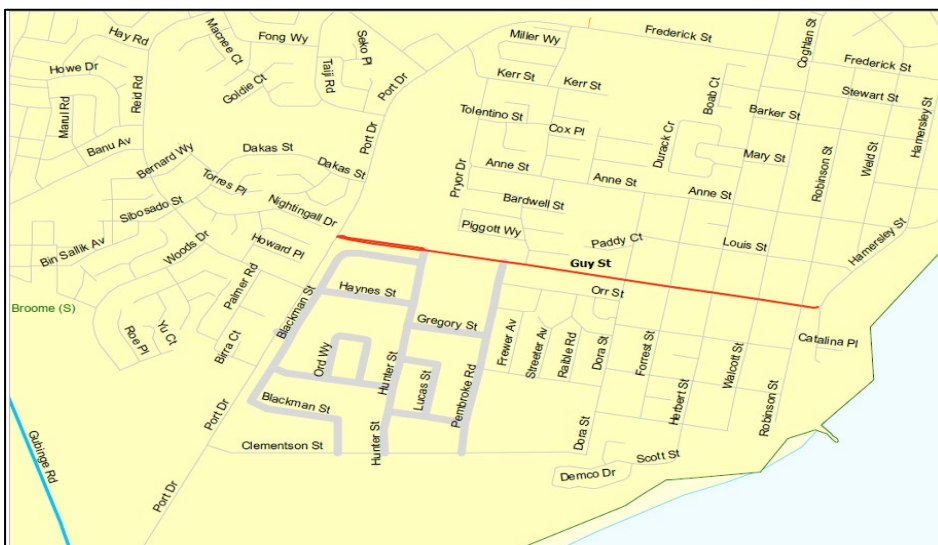 Hay Rd
Macnee Ct
Fong Wy
Seko Pl
Miller Wy
Frederick St
Coghlan St
Howe Dr
Goldie Ct
Taiji Rd
Port Dr
Kerr St
Kerr St
Frederick St
Marul Rd
Reid Rd
Boab Ct
Stewart St
Tolentino St
Barker St
Hamersley St
Banu Av
Port Dr
Cox Pl
Durack Cr
Bernard Wy
Dakas St
Mary St
Robinson St
Weld St
Dakas St
Pryor Dr
Anne St
Anne St
Anne St
Torres Pl
Sibosado St
Nightingall Dr
Bardwell St
Piggott Wy
Hamersley St
Bin Sallik Av
Woods Dr
Howard Pl
Paddy Ct
Louis St
Guy St
Palmer Rd
Haynes St
Orr St
Broome (S)
Blackman St
Roe Pl
Yu Ct
Birra Ct
Gregory St
Frewer Av
Streeter Av
Raible Rd
Dora St
Forrest St
Catalina Pl
Ord Wy
Hunter St
Lucas St
Pembroke Rd
Herbert St
Walcott St
Robinson St
Blackman St
Port Dr
Gubinge Rd
Clementson St
Hunter St
Dora St
Port Dr
Demco Dr
Scott St